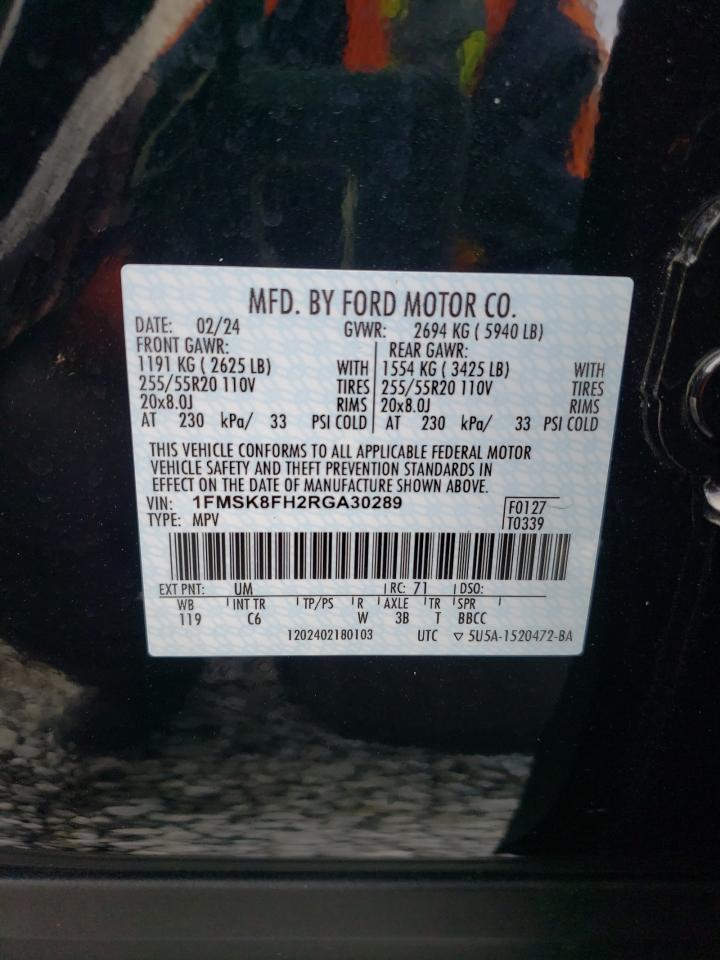 MFD. BY FORD MOTOR CO.
DATE: 02/24 GVWR: 2694 KG ( 5940 LB)
FRONT GAWR: REAR GAWR:
1191 KG ( 2625 LB) WITH 1554 KG ( 3425 LB) WITH
255/55R20 110V TIRES 255/55R20 110V TIRES
20x8.0J RIMS 20x8.0J RIMS
AT 230 kPa/ 33 PSI COLD AT 230 kPa/ 33 PSI COLD
THIS VEHICLE CONFORMS TO ALL APPLICABLE FEDERAL MOTOR
VEHICLE SAFETY AND THEFT PREVENTION STANDARDS IN
EFFECT ON THE DATE OF MANUFACTURE SHOWN ABOVE.
VIN: 1FMSK8FH2RGA30289 F0127
TYPE: MPV T0339
EXT PNT: UM RC: 71 DSO:
WB INT TR TP/PS R AXLE TR SPR
119 C6 W 3B T BBCC
1202402180103 UTC ▽ 5U5A-1520472-BA